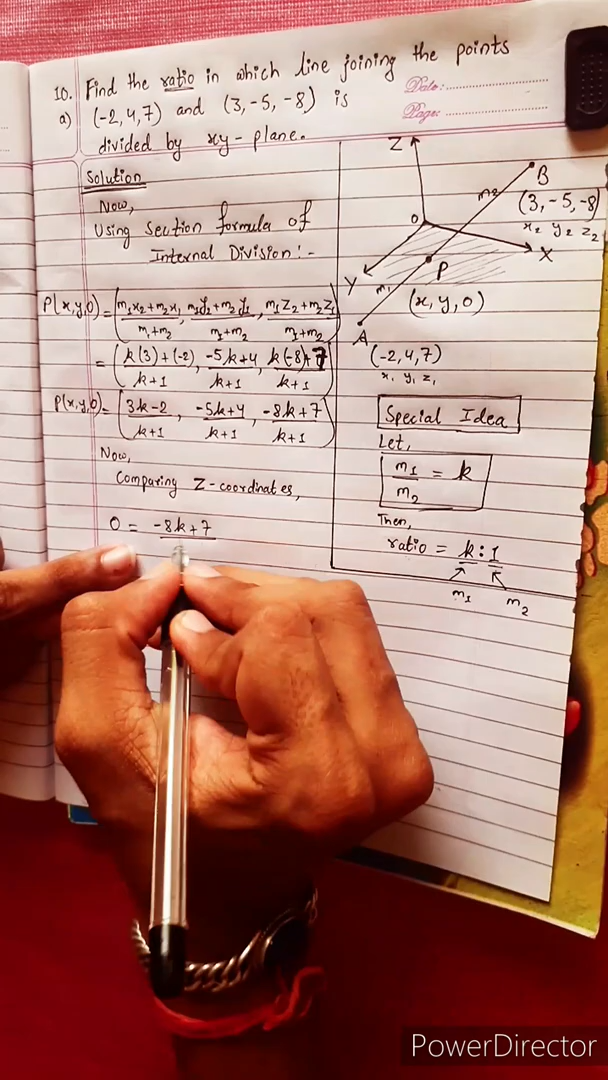 10. Find the ratio in which line joining the points
a) (-2,4,7) and (3,-5,-8) is
divided by xy-plane.
Date:
Page:
Solution
Now,
Using Section formula of
Internal Division:-
P(x,y,0) = (m₁x₂+m₂x₁/m₁+m₂, m₁y₂+m₂y₁/m₁+m₂, m₁z₂+m₂z₁/m₁+m₂)
= (k(3)+(-2)/k+1, -5k+4/k+1, k(-8)+7/k+1)
P(x,y,0) = (3k-2/k+1, -5k+4/k+1, -8k+7/k+1)
Now,
Comparing Z-coordinates,
0 = -8k+7
Z
B
m₂
(3,-5,-8)
x₂ y₂ z₂
O
X
Y
P
m₁
(x,y,0)
A
(-2,4,7)
x₁ y₁ z₁
Special Idea
Let,
m₁/m₂ = k
Then,
ratio = k:1
m₁ m₂
PowerDirector